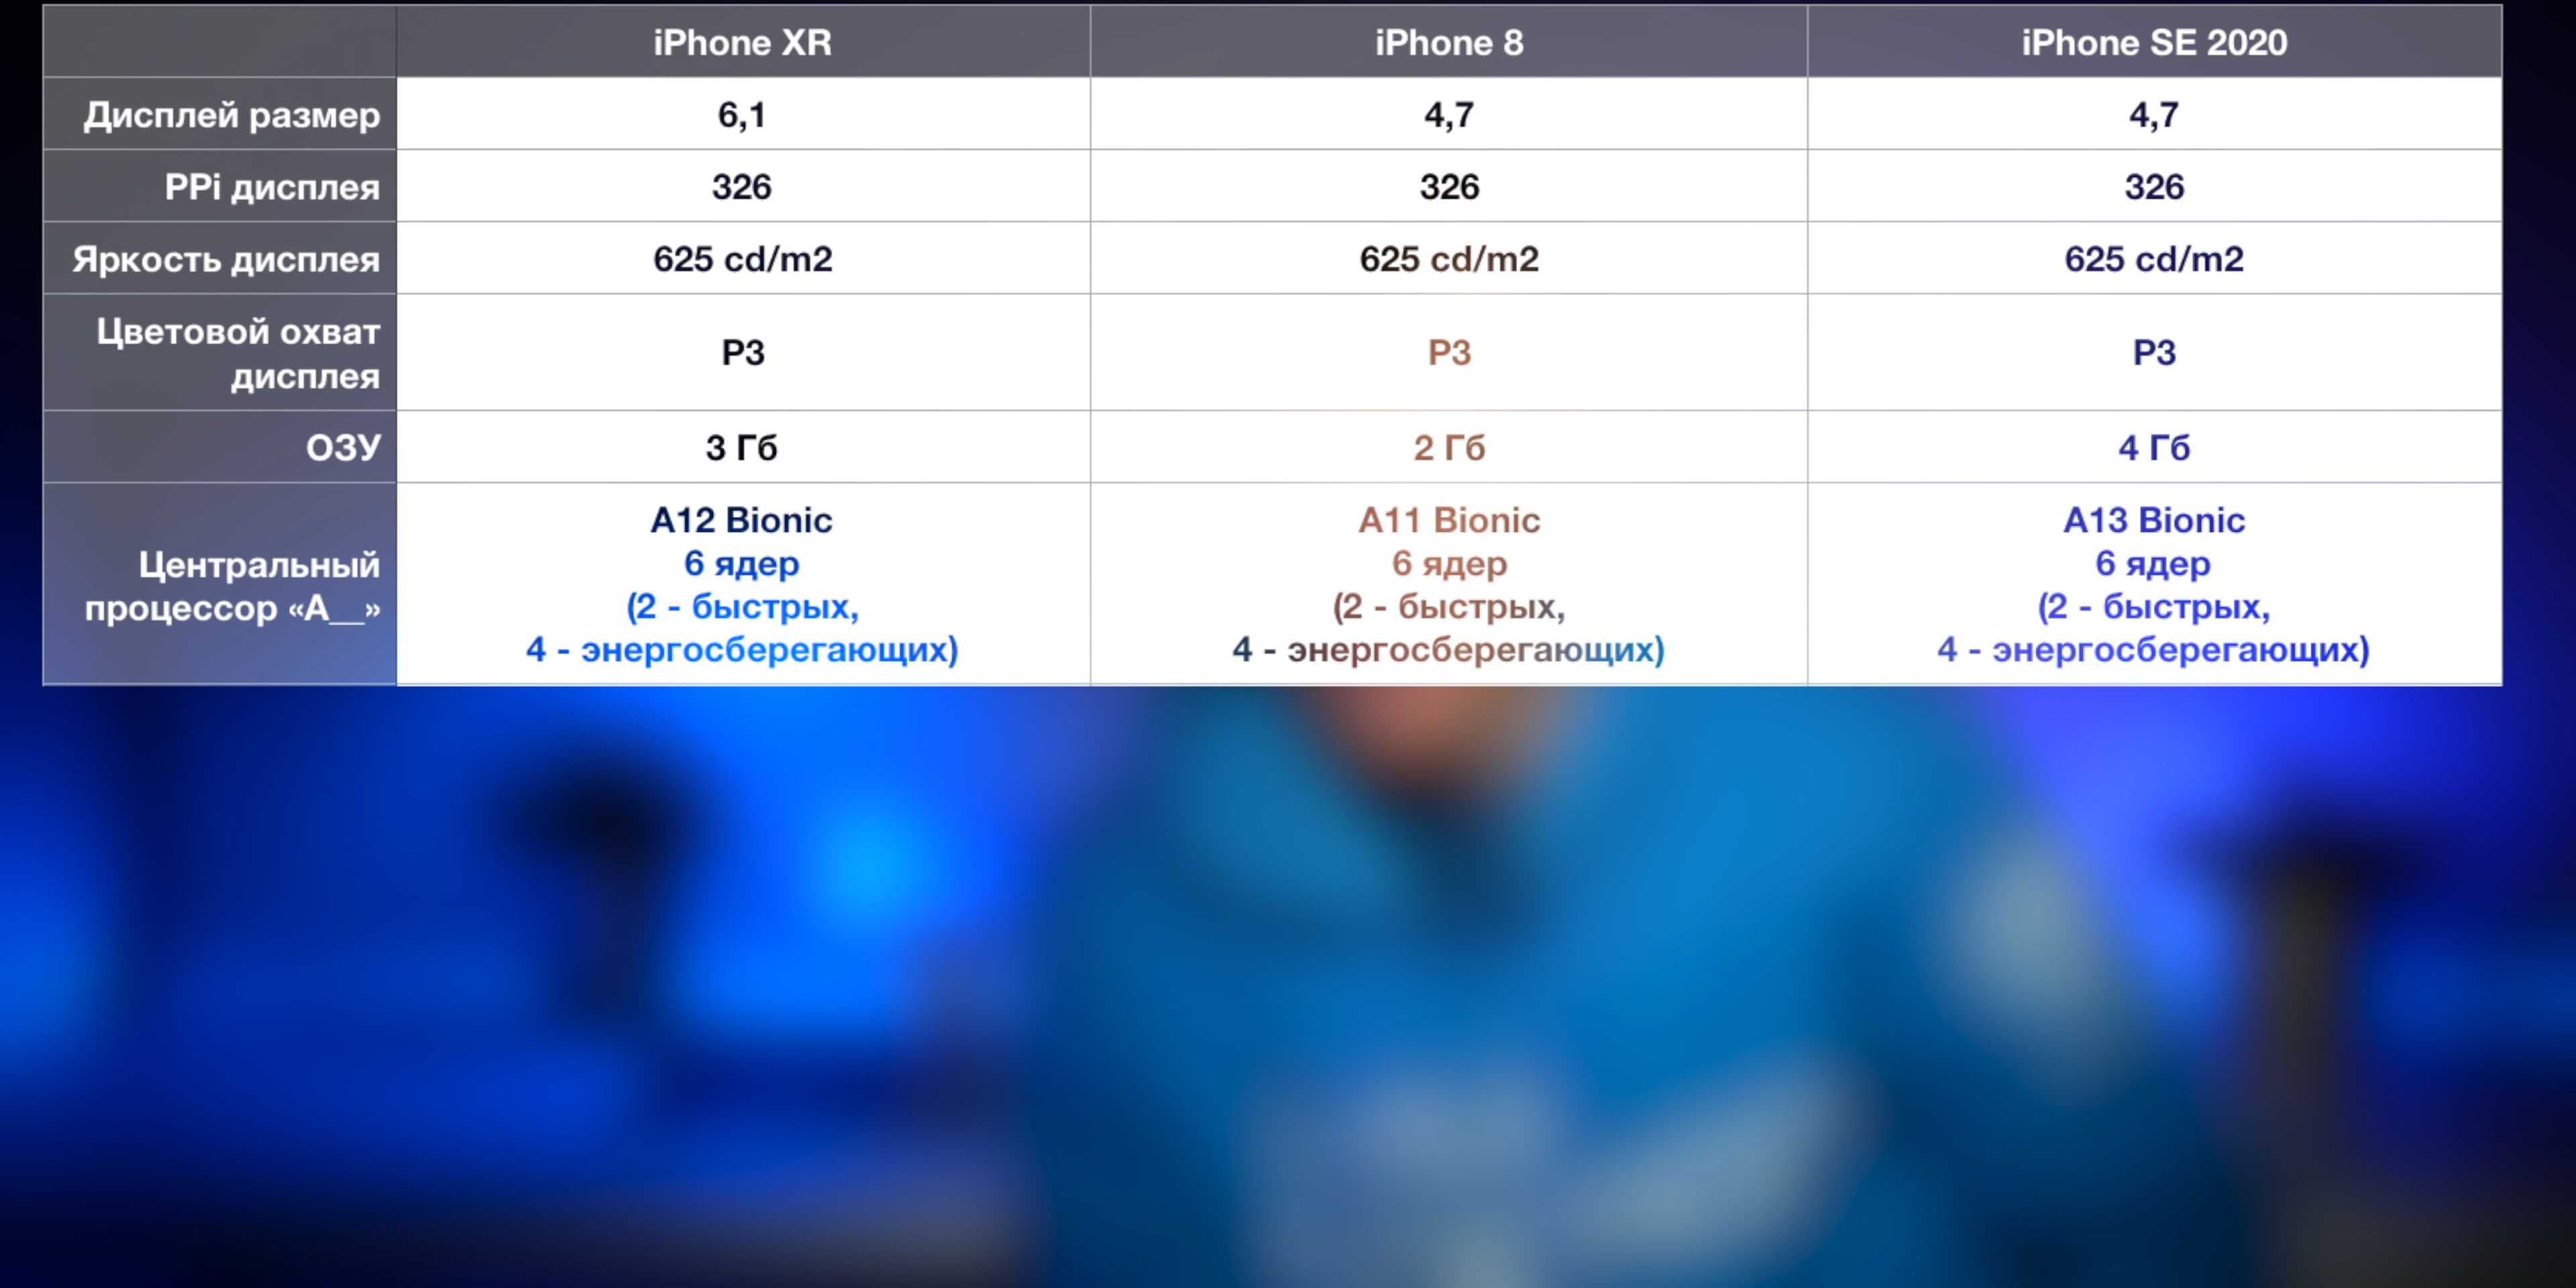 iPhone XR iPhone 8 iPhone SE 2020
Дисплей размер 6,1 4,7 4,7
PPi дисплея 326 326 326
Яркость дисплея 625 cd/m2 625 cd/m2 625 cd/m2
Цветовой охват
дисплея P3 P3 P3
ОЗУ 3 Гб 2 Гб 4 Гб
Центральный
процессор «A__»
A12 Bionic
6 ядер
(2 - быстрых,
4 - энергосберегающих)
A11 Bionic
6 ядер
(2 - быстрых,
4 - энергосберегающих)
A13 Bionic
6 ядер
(2 - быстрых,
4 - энергосберегающих)